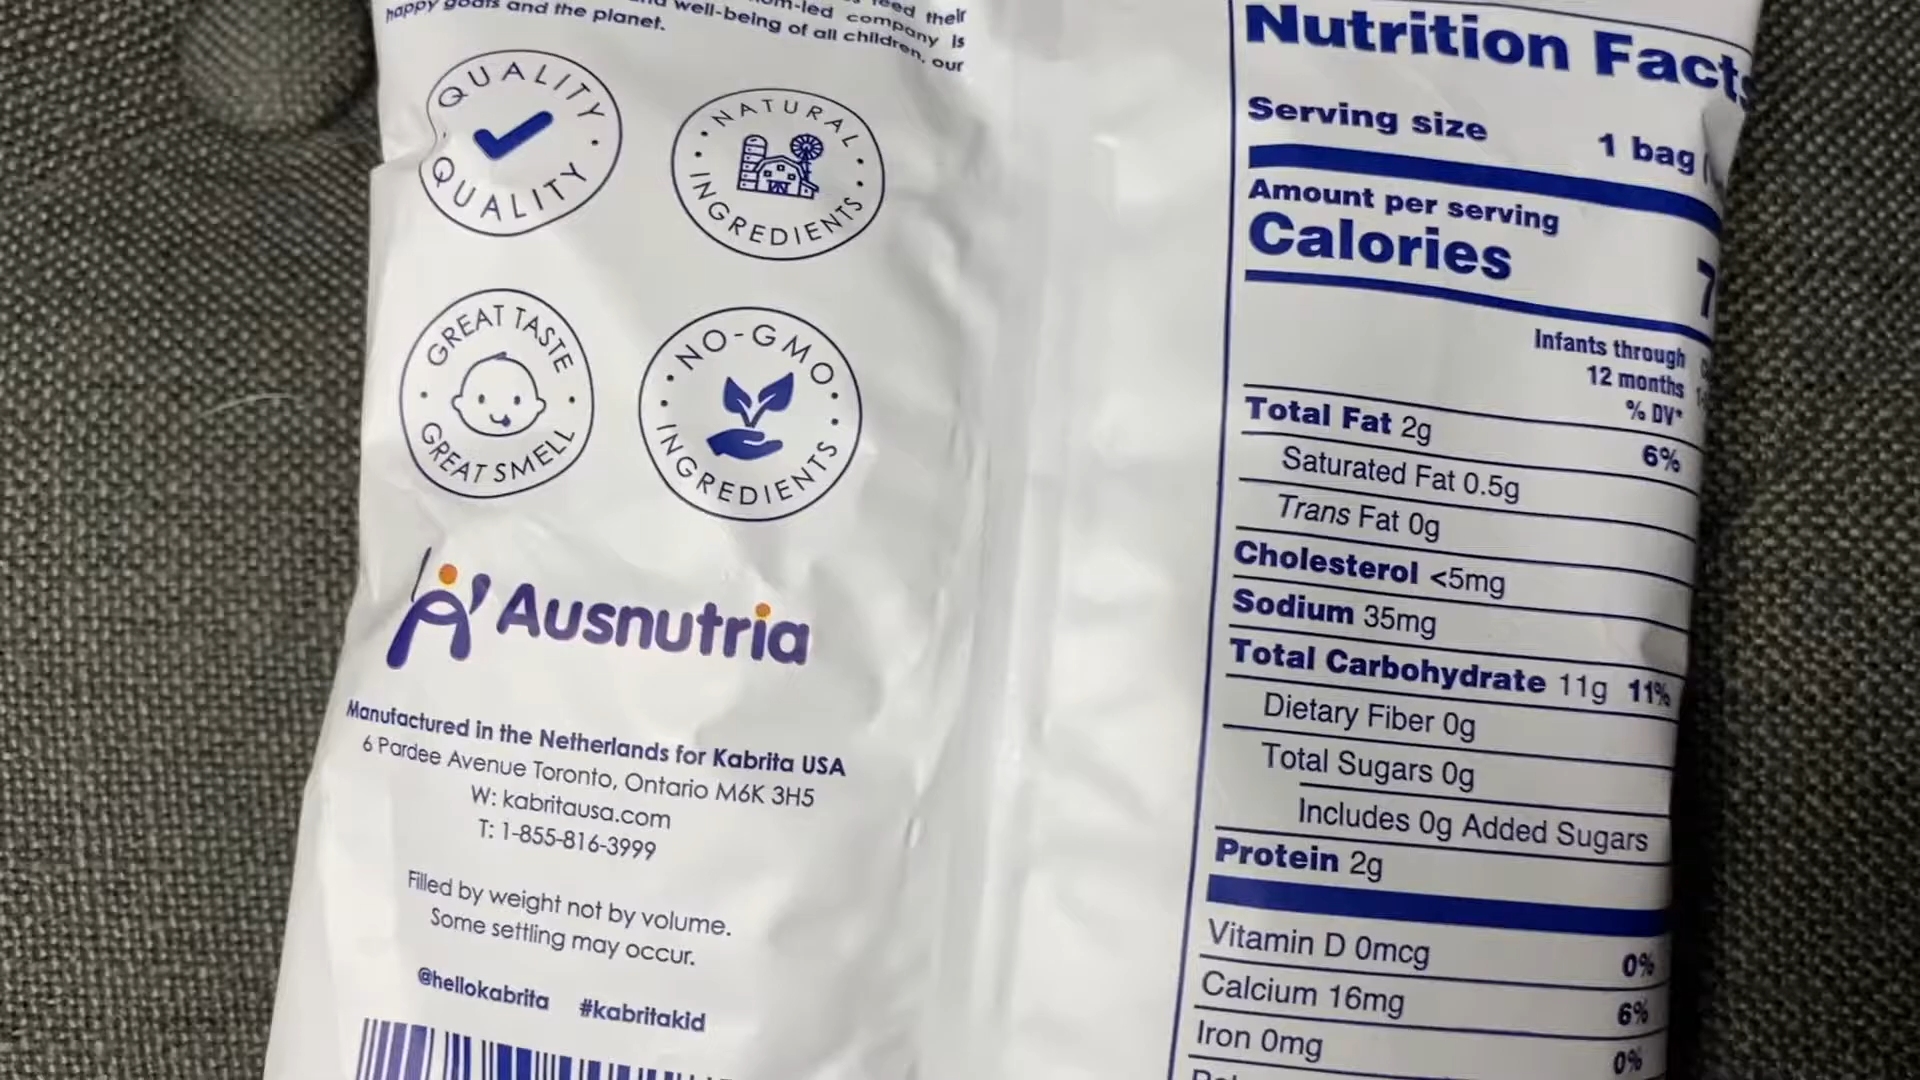 feed their
mom-led company is
well-being of all children, our
happy goats and the planet.
QUALITY
QUALITY
NATURAL
INGREDIENTS
GREAT TASTE
GREAT SMELL
NO-GMO
INGREDIENTS
Ausnutria
Manufactured in the Netherlands for Kabrita USA
6 Pardee Avenue Toronto, Ontario M6K 3H5
W: kabritausa.com
T: 1-855-816-3999
Filled by weight not by volume.
Some settling may occur.
@hellokabrita #kabritakid
Nutrition Facts
Serving size 1 bag
Amount per serving
Calories 7
Infants through
12 months
% DV*
Total Fat 2g 6%
Saturated Fat 0.5g
Trans Fat 0g
Cholesterol <5mg
Sodium 35mg
Total Carbohydrate 11g 11%
Dietary Fiber 0g
Total Sugars 0g
Includes 0g Added Sugars
Protein 2g
Vitamin D 0mcg 0%
Calcium 16mg 6%
Iron 0mg 0%